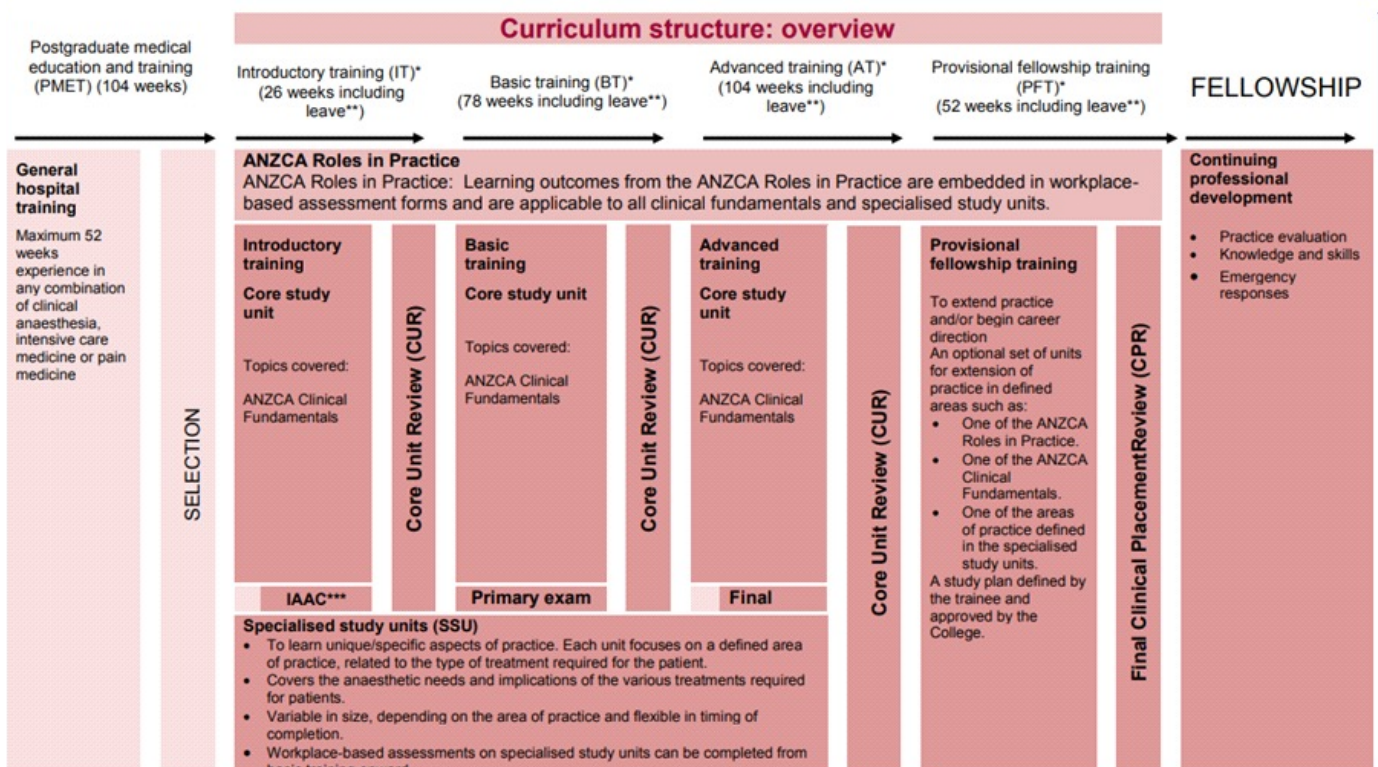 Curriculum structure: overview
Postgraduate medical
education and training
(PMET) (104 weeks)
Introductory training (IT)*
(26 weeks including
leave**)
Basic training (BT)*
(78 weeks including leave**)
Advanced training (AT)*
(104 weeks including
leave**)
Provisional fellowship training
(PFT)*
(52 weeks including leave**)
FELLOWSHIP
General
hospital
training
Maximum 52
weeks
experience in
any combination
of clinical
anaesthesia,
intensive care
medicine or pain
medicine
SELECTION
ANZCA Roles in Practice
ANZCA Roles in Practice: Learning outcomes from the ANZCA Roles in Practice are embedded in workplace-
based assessment forms and are applicable to all clinical fundamentals and specialised study units.
Introductory
training
Core study
unit
Topics covered:
ANZCA Clinical
Fundamentals
IAAC***
Core Unit Review (CUR)
Basic
training
Core study unit
Topics covered:
ANZCA Clinical
Fundamentals
Primary exam
Core Unit Review (CUR)
Advanced
training
Core study
unit
Topics covered:
ANZCA Clinical
Fundamentals
Final
Core Unit Review (CUR)
Provisional
fellowship training
To extend practice
and/or begin career
direction
An optional set of units
for extension of
practice in defined
areas such as:
• One of the ANZCA
Roles in Practice.
• One of the ANZCA
Clinical
Fundamentals.
• One of the areas
of practice defined
in the specialised
study units.
A study plan defined by
the trainee and
approved by the
College.
Final Clinical PlacementReview (CPR)
Continuing
professional
development
• Practice evaluation
• Knowledge and skills
• Emergency
responses
Specialised study units (SSU)
• To learn unique/specific aspects of practice. Each unit focuses on a defined area
of practice, related to the type of treatment required for the patient.
• Covers the anaesthetic needs and implications of the various treatments required
for patients.
• Variable in size, depending on the area of practice and flexible in timing of
completion.
• Workplace-based assessments on specialised study units can be completed from